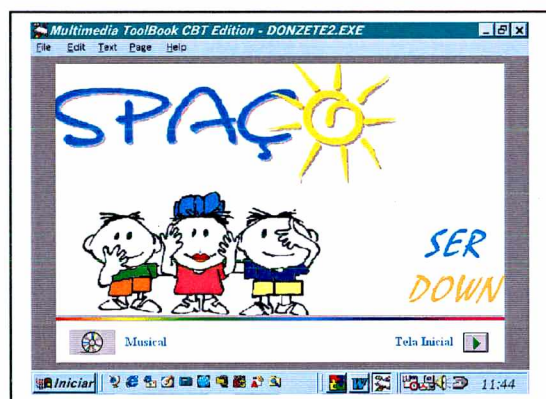 Multimedia ToolBook CBT Edition - DONZETE2.EXE
File Edit Text Page Help
SPAÇ
SER
DOWN
Musical
Tela Inicial
Iniciar
11:44